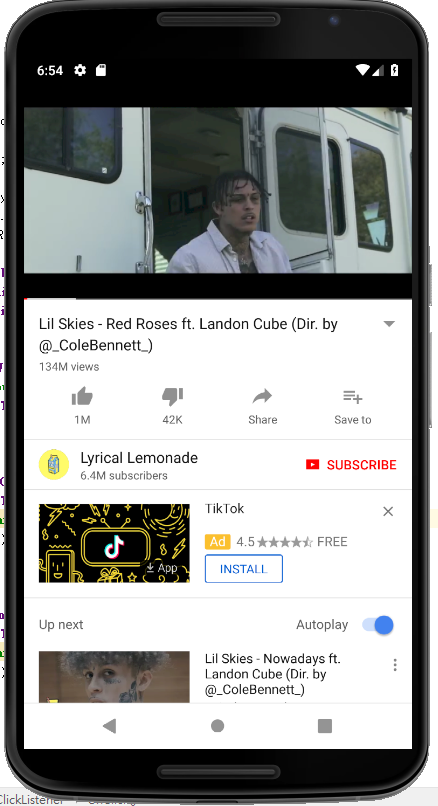 6:54
Lil Skies - Red Roses ft. Landon Cube (Dir. by
@_ColeBennett_)
134M views
1M
42K
Share
Save to
Lyrical Lemonade
6.4M subscribers
SUBSCRIBE
TikTok
Ad 4.5 FREE
App
INSTALL
Up next
Autoplay
Lil Skies - Nowadays ft.
Landon Cube (Dir. by
@_ColeBennett_)
ClickListener